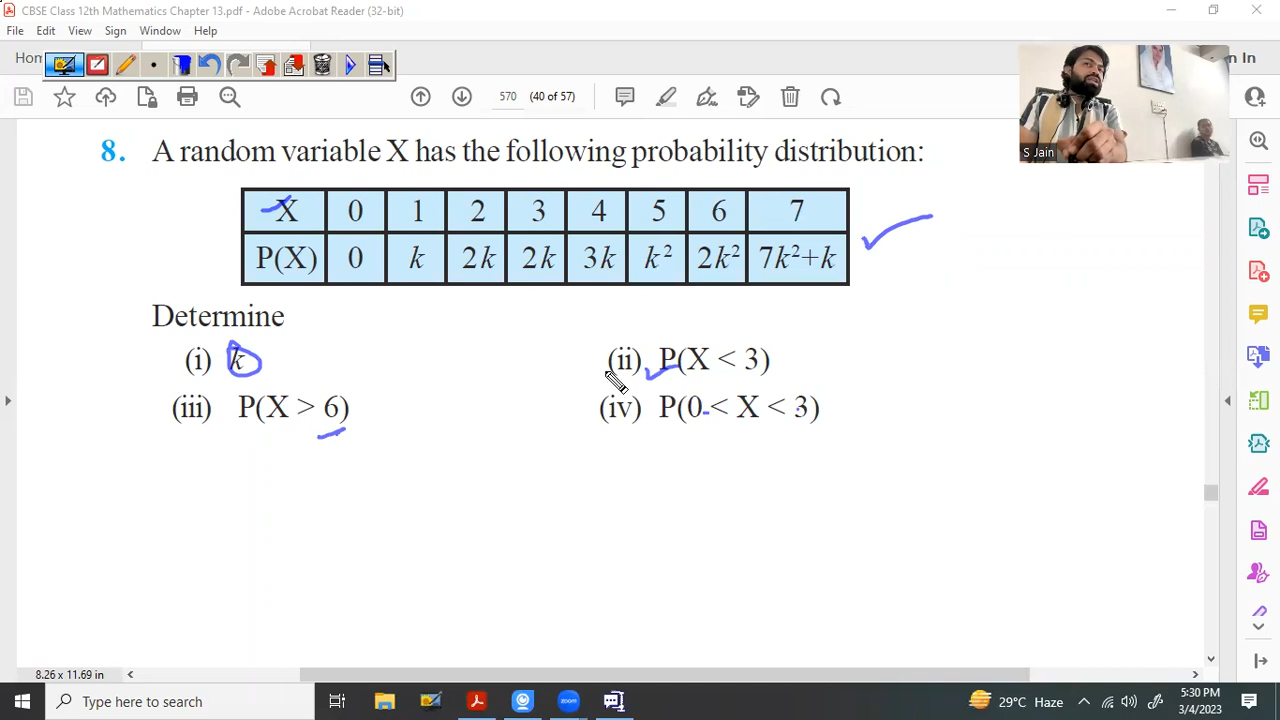 CBSE Class 12th Mathematics Chapter 13.pdf - Adobe Acrobat Reader (32-bit)
File Edit View Sign Window Help
Hom
n In
570 (40 of 57)
S Jain
8. A random variable X has the following probability distribution:
X 0 1 2 3 4 5 6 7
P(X) 0 k 2k 2k 3k k² 2k² 7k²+k
Determine
(i) k (ii) P(X < 3)
(iii) P(X > 6) (iv) P(0 < X < 3)
8.26 x 11.69 in
Type here to search
zoom
29°C Haze
5:30 PM
3/4/2023